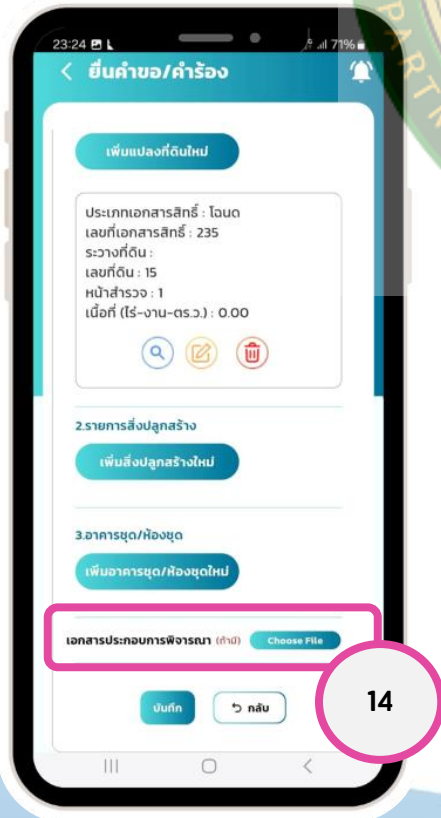 PART
23:24
71%
ยื่นคำขอ/คำร้อง
เพิ่มแปลงที่ดินใหม่
ประเภทเอกสารสิทธิ์ : โฉนด
เลขที่เอกสารสิทธิ์ : 235
ระวางที่ดิน :
เลขที่ดิน : 15
หน้าสำรวจ : 1
เนื้อที่ (ไร่-งาน-ตร.ว.) : 0.00
2.รายการสิ่งปลูกสร้าง
เพิ่มสิ่งปลูกสร้างใหม่
3.อาคารชุด/ห้องชุด
เพิ่มอาคารชุด/ห้องชุดใหม่
เอกสารประกอบการพิจารณา (ถ้ามี) Choose File
บันทึก กลับ
14